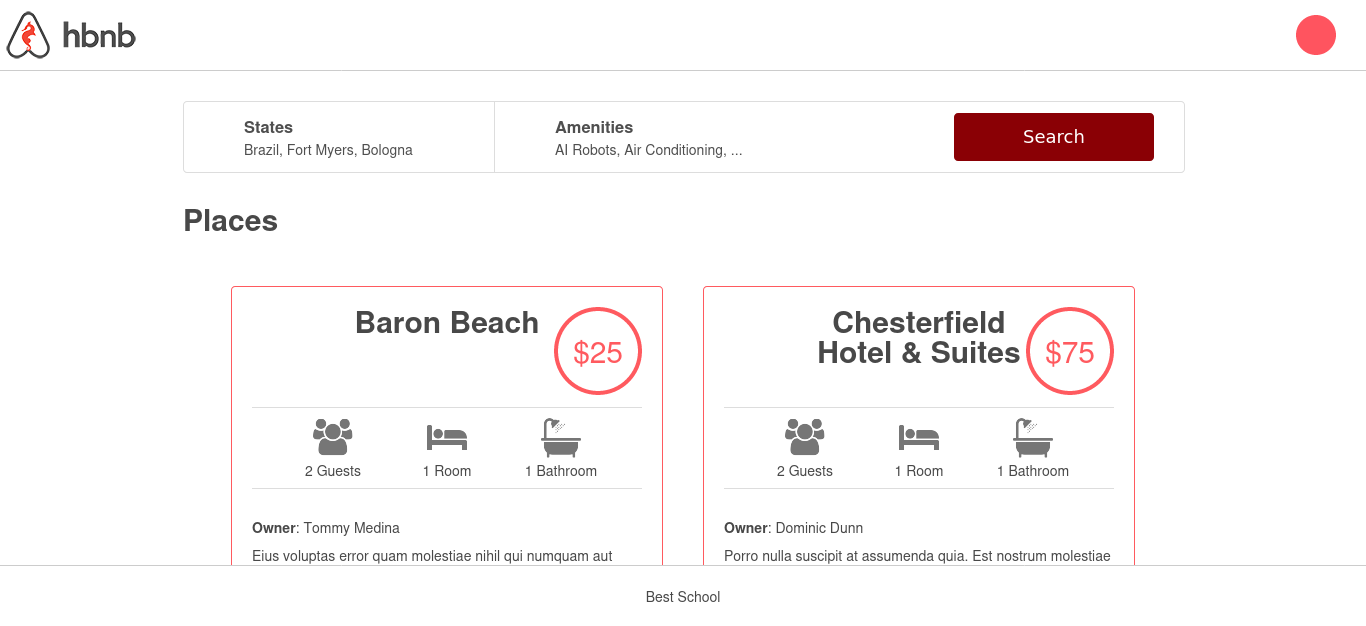 hbnb
States
Brazil, Fort Myers, Bologna
Amenities
AI Robots, Air Conditioning, ...
Search
Places
Baron Beach
$25
2 Guests
1 Room
1 Bathroom
Owner: Tommy Medina
Eius voluptas error quam molestiae nihil qui numquam aut
Chesterfield
Hotel & Suites
$75
2 Guests
1 Room
1 Bathroom
Owner: Dominic Dunn
Porro nulla suscipit at assumenda quia. Est nostrum molestiae
Best School